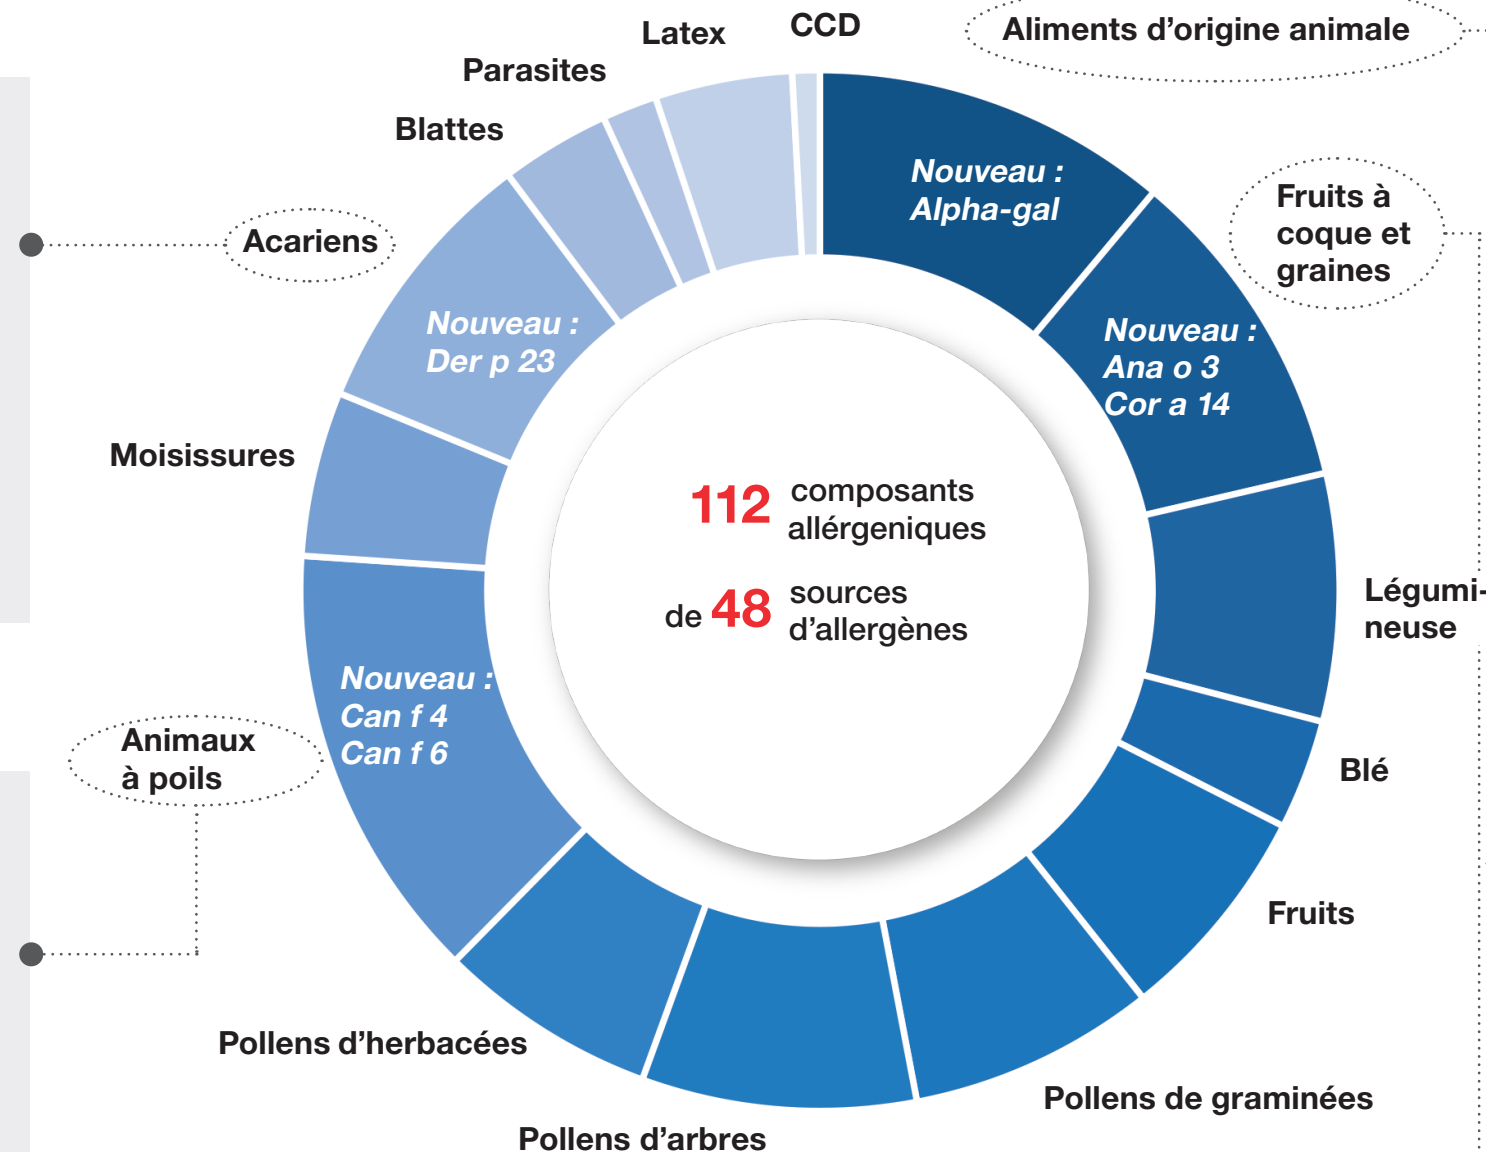 CCD
Aliments d'origine animale
Latex
Parasites
Blattes
Acariens
Nouveau :
Alpha-gal
Fruits à
coque et
graines
Nouveau :
Ana o 3
Cor a 14
Nouveau :
Der p 23
Moisissures
112 composants
allérgeniques
de 48 sources
d'allergènes
Légumi-
neuse
Nouveau :
Can f 4
Can f 6
Animaux
à poils
Blé
Fruits
Pollens d'herbacées
Pollens de graminées
Pollens d'arbres